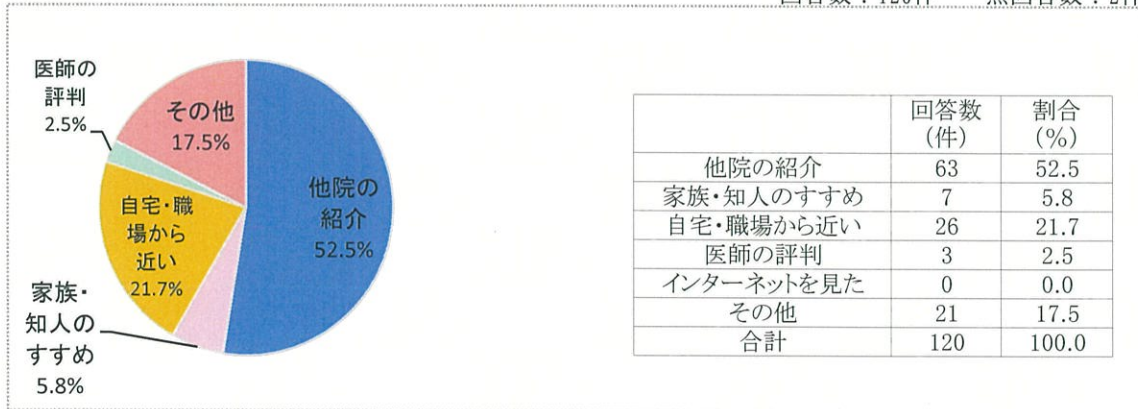 医師の
評判
2.5%
その他
17.5%
他院の
紹介
52.5%
自宅・職
場から
近い
21.7%
家族・
知人の
すすめ
5.8%
回答数 割合
(件) (%)
他院の紹介 63 52.5
家族・知人のすすめ 7 5.8
自宅・職場から近い 26 21.7
医師の評判 3 2.5
インターネットを見た 0 0.0
その他 21 17.5
合計 120 100.0